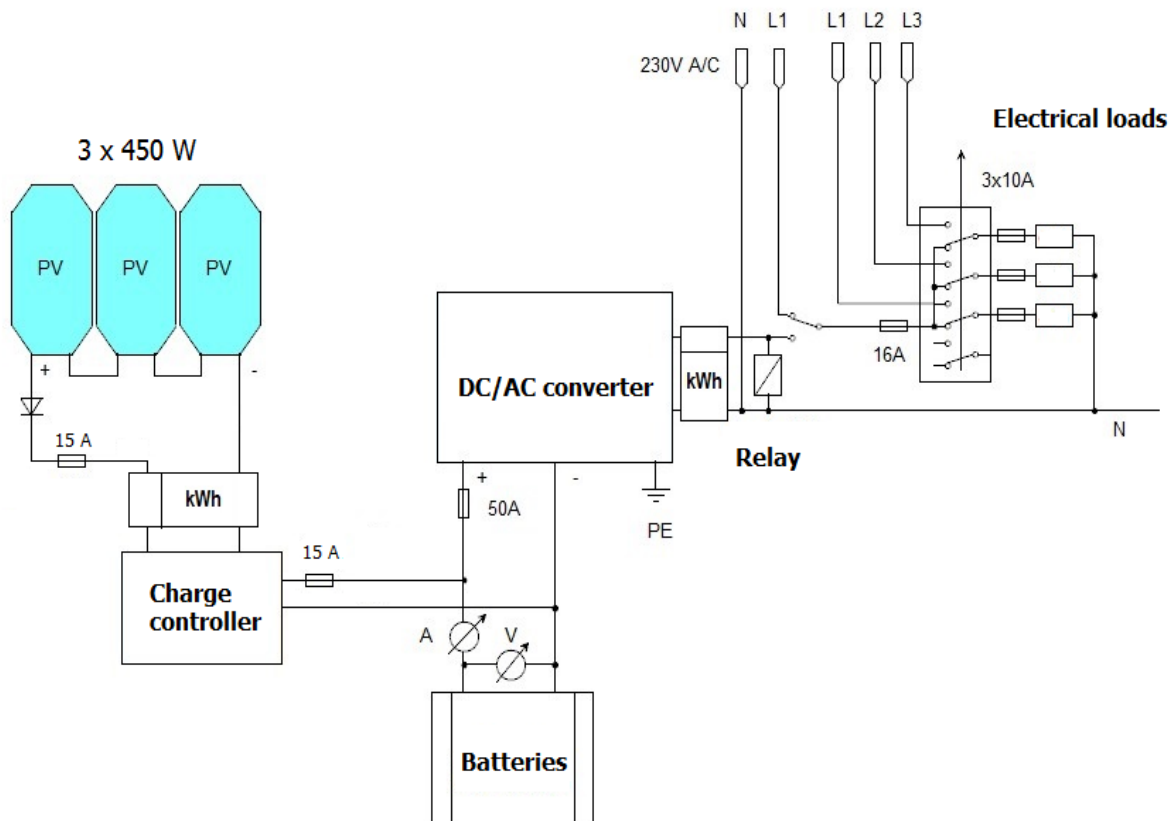 N L1 L1 L2 L3
230V A/C
Electrical loads
3 x 450 W
3x10A
PV PV PV
+ -
16A
DC/AC converter
kWh
N
15 A
Relay
+ -
kWh
50A
PE
15 A
Charge
controller
A V
Batteries